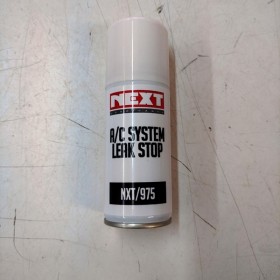 NEXT
A/C SYSTEM
LEAK STOP
NXT/975